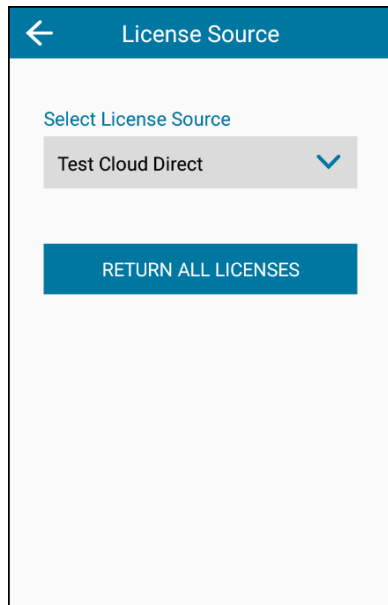 License Source
Select License Source
Test Cloud Direct
RETURN ALL LICENSES